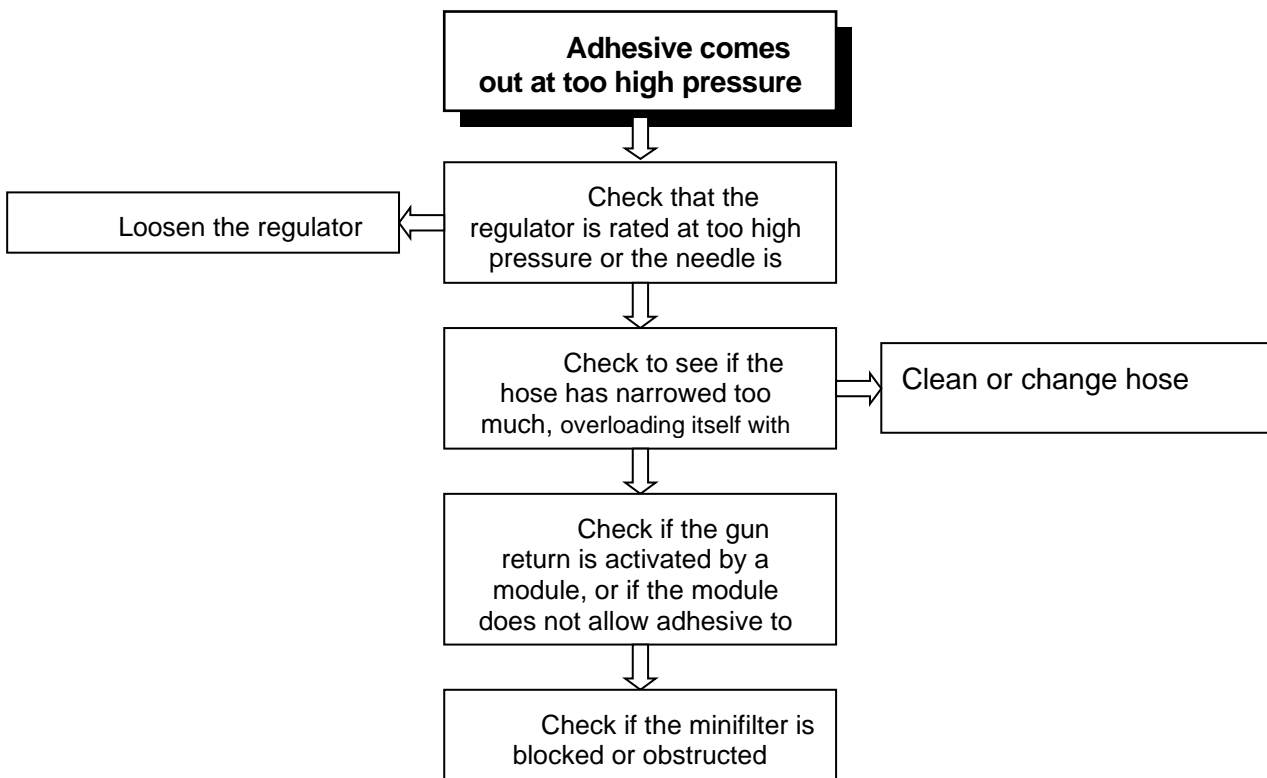 Adhesive comes
out at too high pressure
Check that the
regulator is rated at too high
pressure or the needle is
Loosen the regulator
Check to see if the
hose has narrowed too
much, overloading itself with
Clean or change hose
Check if the gun
return is activated by a
module, or if the module
does not allow adhesive to
Check if the minifilter is
blocked or obstructed